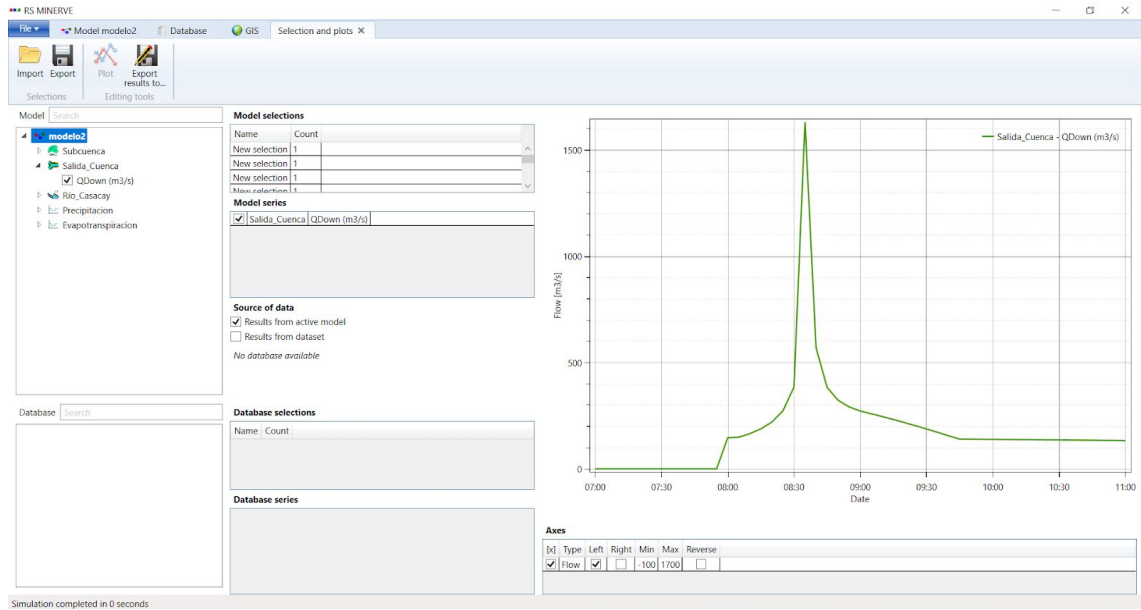 RS MINERVE
File Model modelo2 Database GIS Selection and plots
Import Export Plot Export results to...
Selections Editing tools
Model Search
modelo2
Subcuenca
Salida_Cuenca
QDown (m3/s)
Rio_Casacay
Precipitacion
Evapotranspiracion
Model selections
Name Count
New selection 1
New selection 1
New selection 1
New selection 1
Model series
Salida_Cuenca QDown (m3/s)
Source of data
Results from active model
Results from dataset
No database available
Database Search
Database selections
Name Count
Database series
Salida_Cuenca - QDown (m3/s)
1500
1000
500
0
Flow [m3/s]
07:00 07:30 08:00 08:30 09:00 09:30 10:00 10:30 11:00
Date
Axes
[x] Type Left Right Min Max Reverse
Flow -100 1700
Simulation completed in 0 seconds